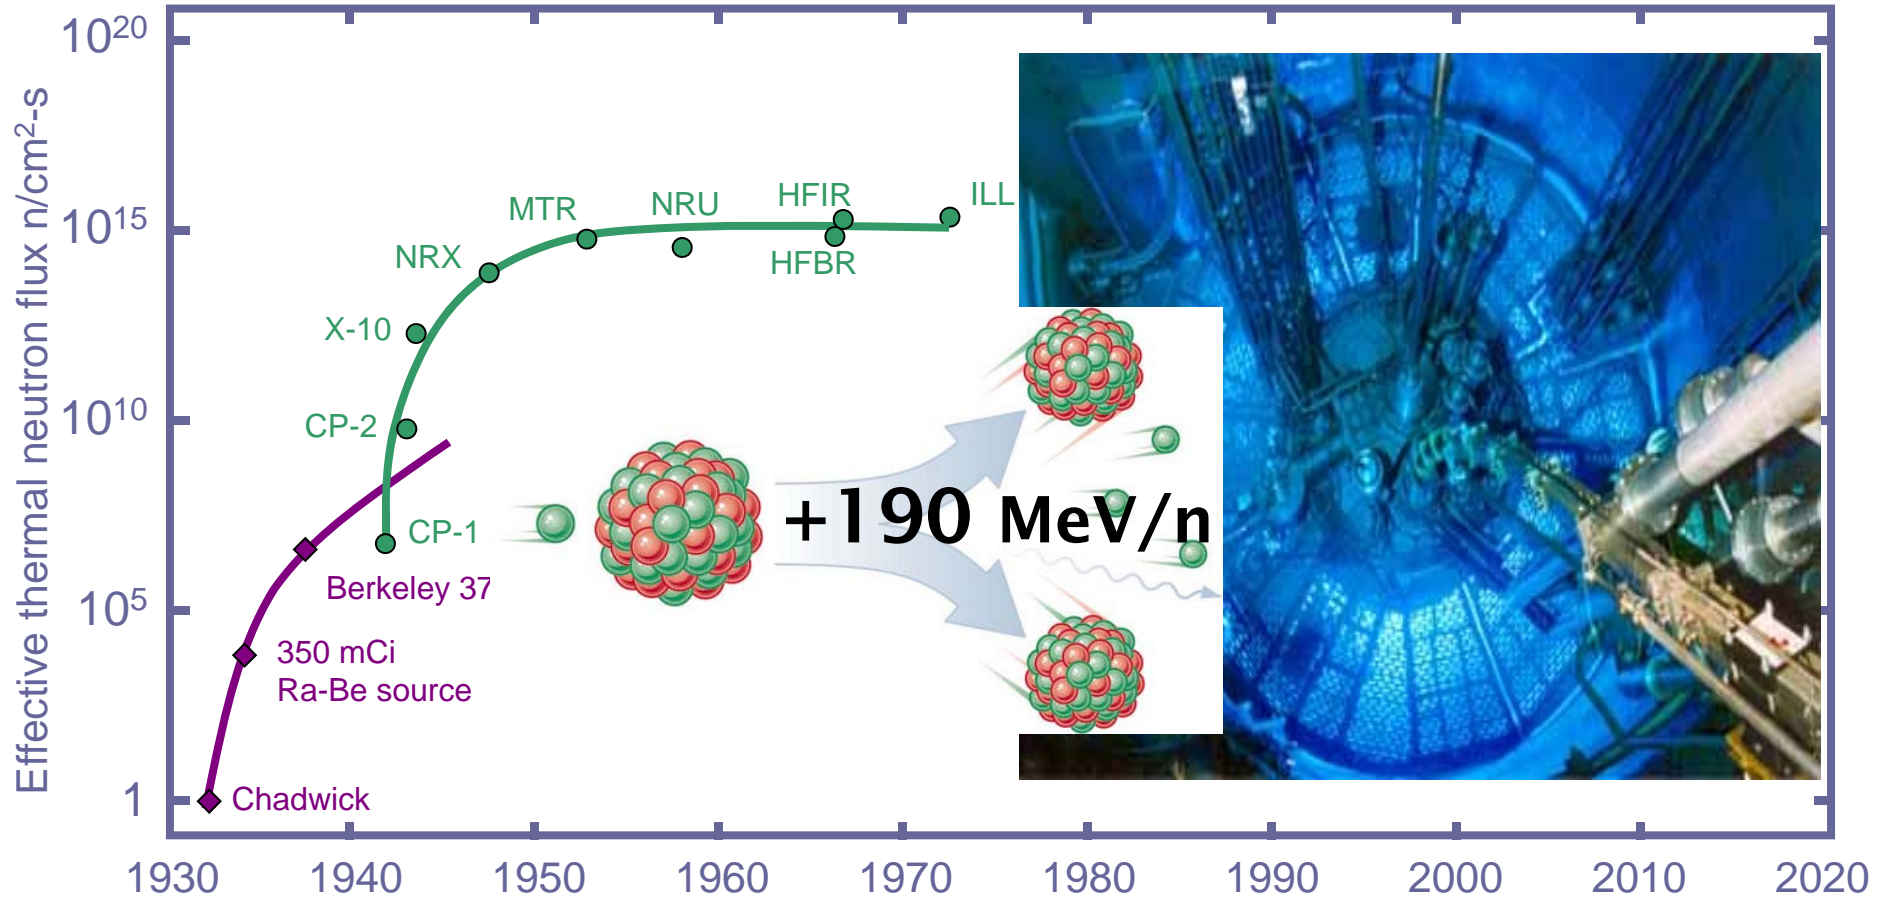 Effective thermal neutron flux n/cm²-s
10²⁰
10¹⁵
10¹⁰
10⁵
1
1930
1940
1950
1960
1970
1980
1990
2000
2010
2020
Chadwick
350 mCi
Ra-Be source
Berkeley 37
CP-1
CP-2
X-10
NRX
MTR
NRU
HFIR
HFBR
ILL
+190 MeV/n